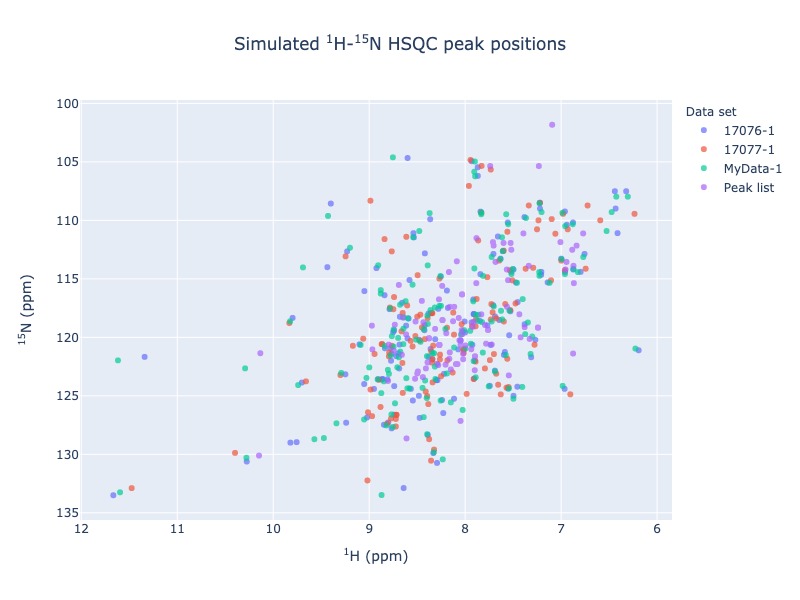 Simulated ¹H-¹⁵N HSQC peak positions
Data set
17076-1
17077-1
MyData-1
Peak list
100
105
110
115
120
125
130
135
¹⁵N (ppm)
12 11 10 9 8 7 6
¹H (ppm)